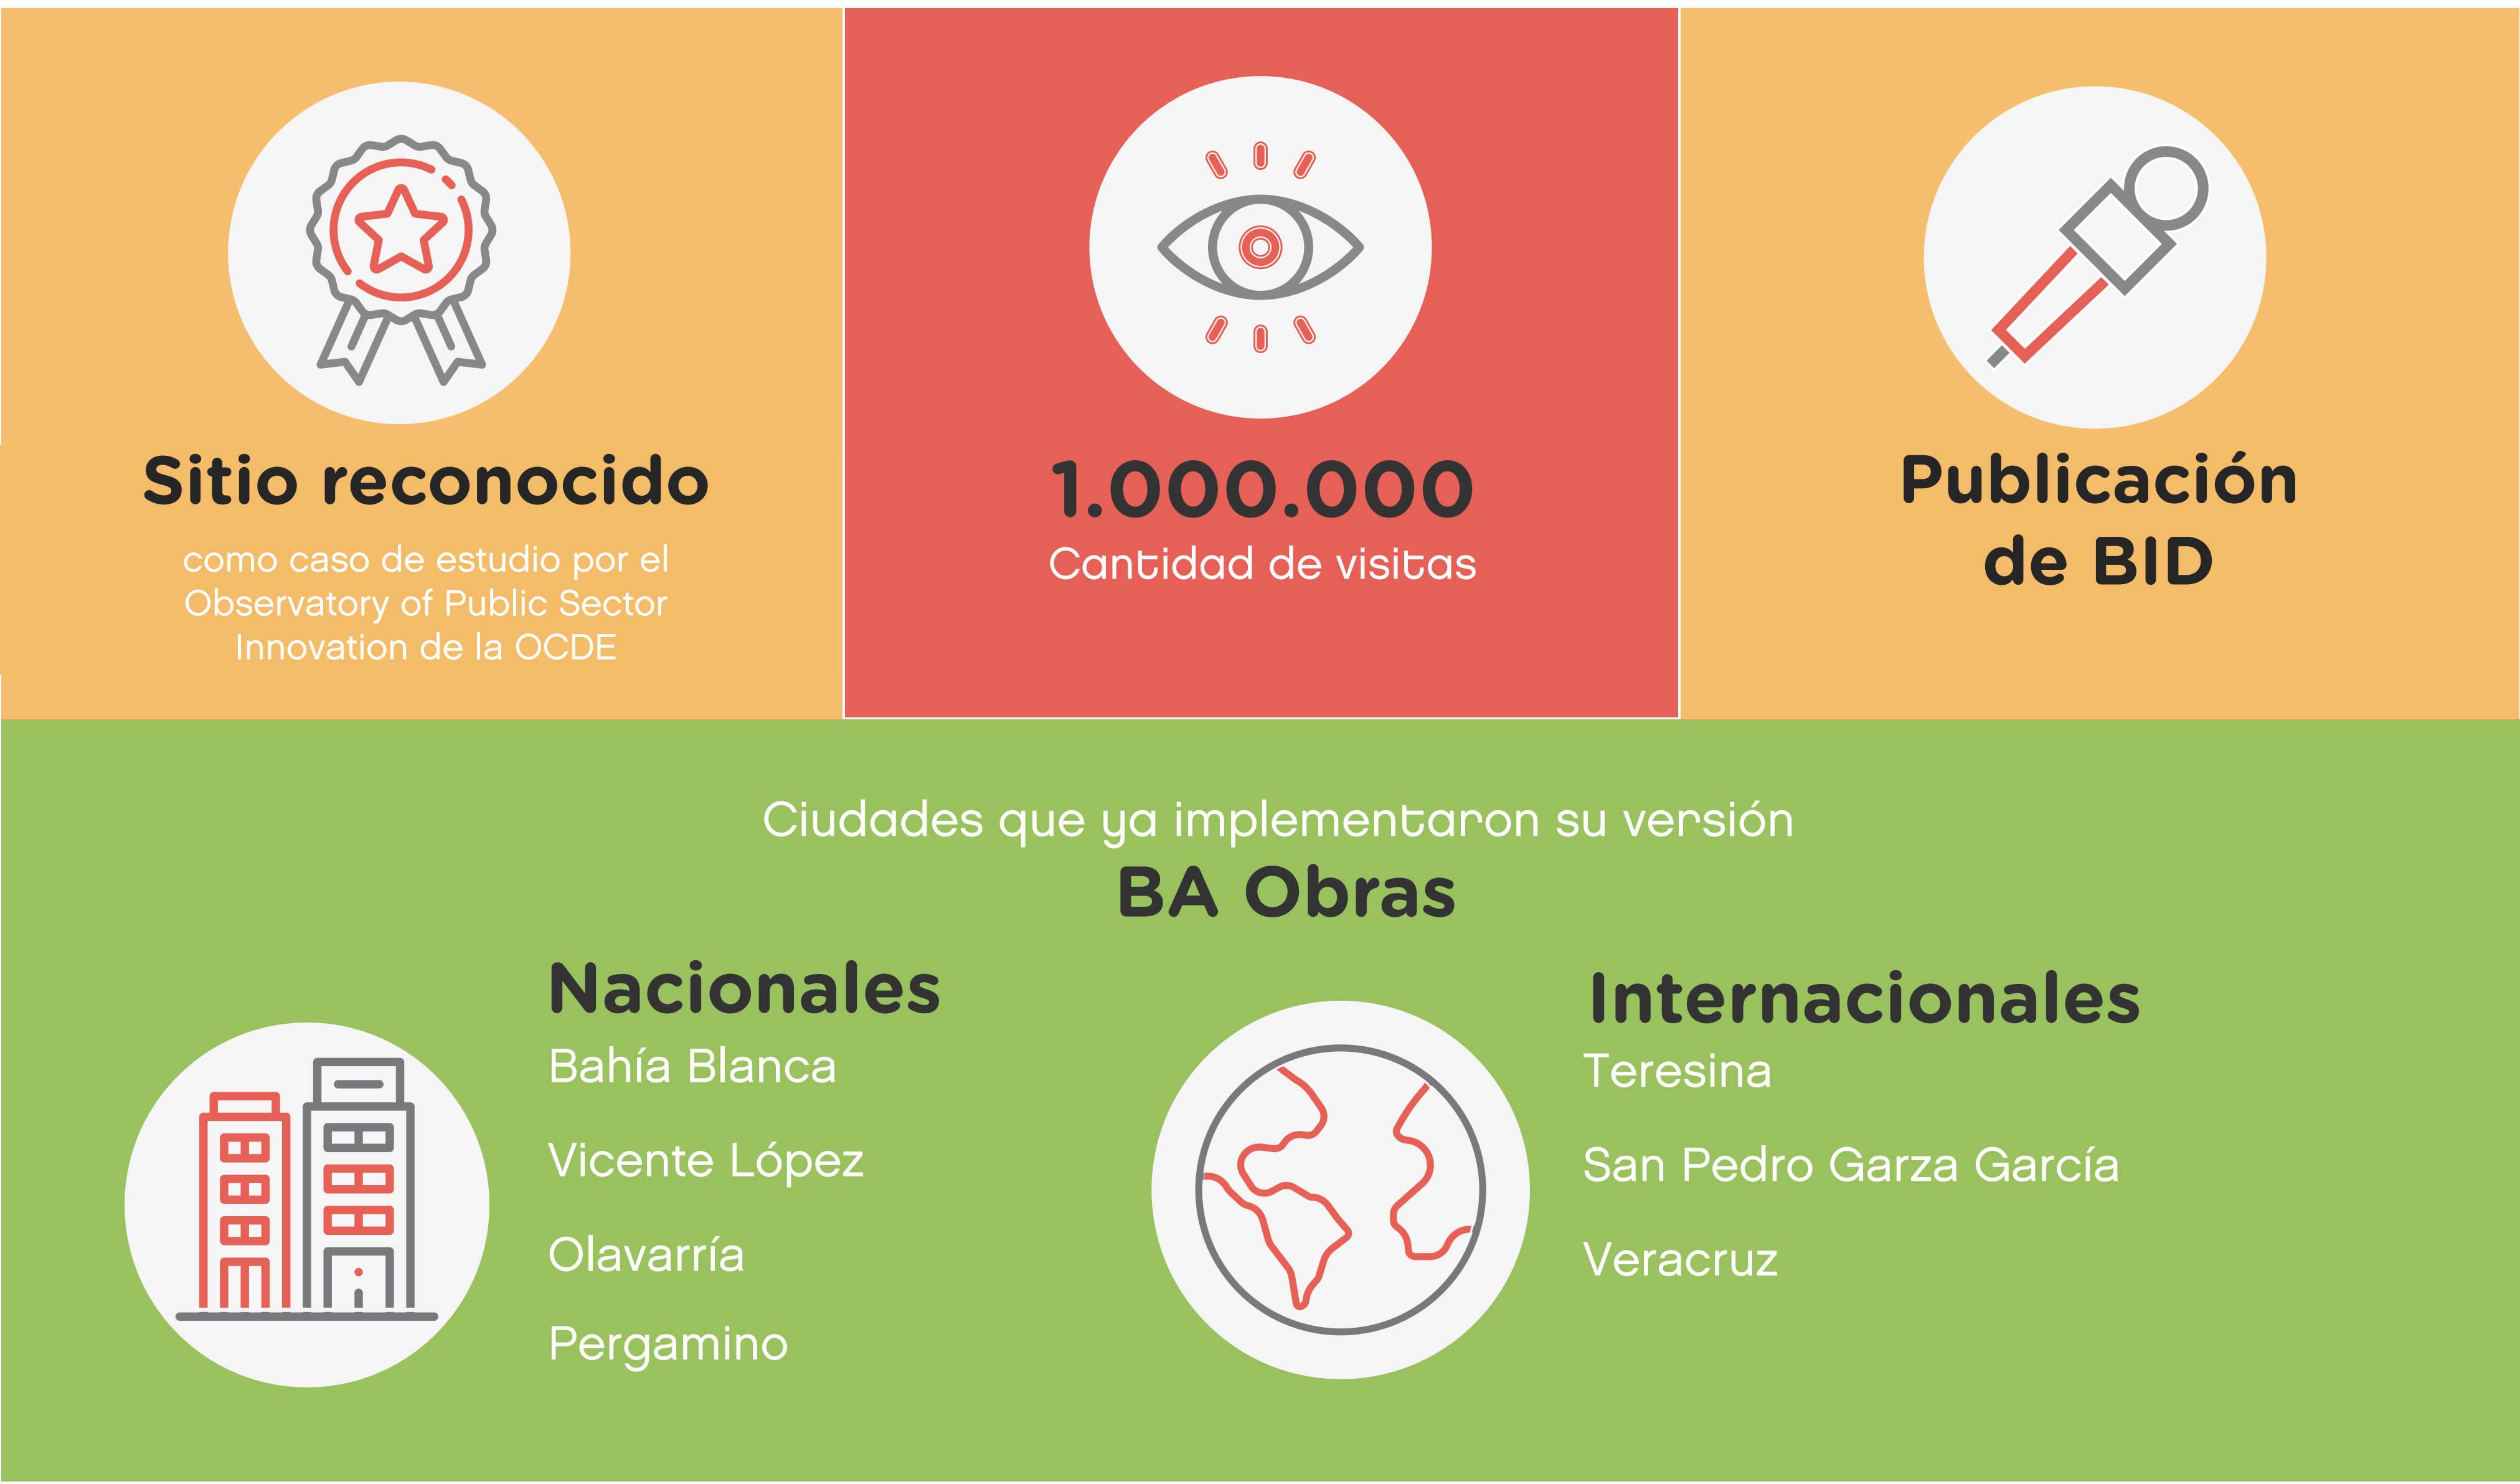 Sitio reconocido
como caso de estudio por el
Observatory of Public Sector
Innovation de la OCDE
1.000.000
Cantidad de visitas
Publicación
de BID
Ciudades que ya implementaron su versión
BA Obras
Nacionales
Bahía Blanca
Vicente López
Olavarría
Pergamino
Internacionales
Teresina
San Pedro Garza García
Veracruz